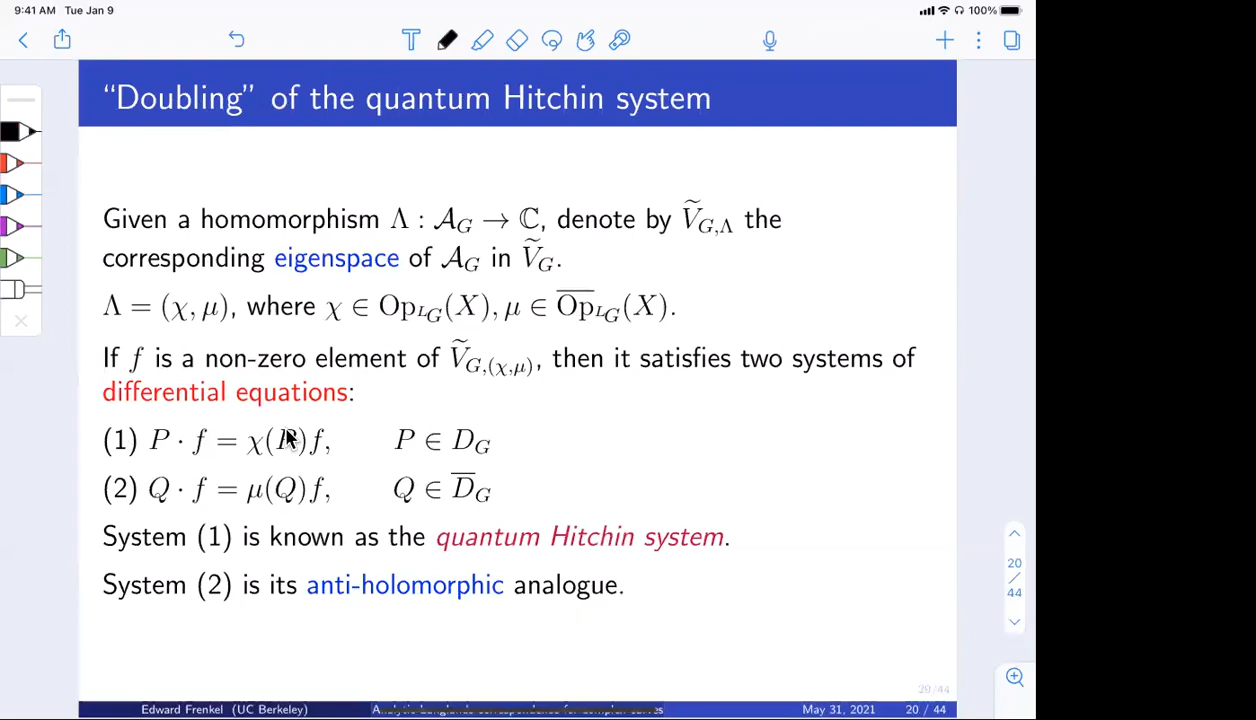 9:41 AM Tue Jan 9
100%
"Doubling" of the quantum Hitchin system
Given a homomorphism Λ : 𝒜_G → ℂ, denote by Ṽ_{G,Λ} the
corresponding eigenspace of 𝒜_G in Ṽ_G.
Λ = (χ, μ), where χ ∈ Op_{ᴸG}(X), μ ∈ \overline{Op}_{ᴸG}(X).
If f is a non-zero element of Ṽ_{G,(χ,μ)}, then it satisfies two systems of
differential equations:
(1) P · f = χ(P)f, P ∈ D_G
(2) Q · f = μ(Q)f, Q ∈ \overline{D}_G
System (1) is known as the quantum Hitchin system.
System (2) is its anti-holomorphic analogue.
20
/
44
Edward Frenkel (UC Berkeley)
May 31, 2021
20 / 44